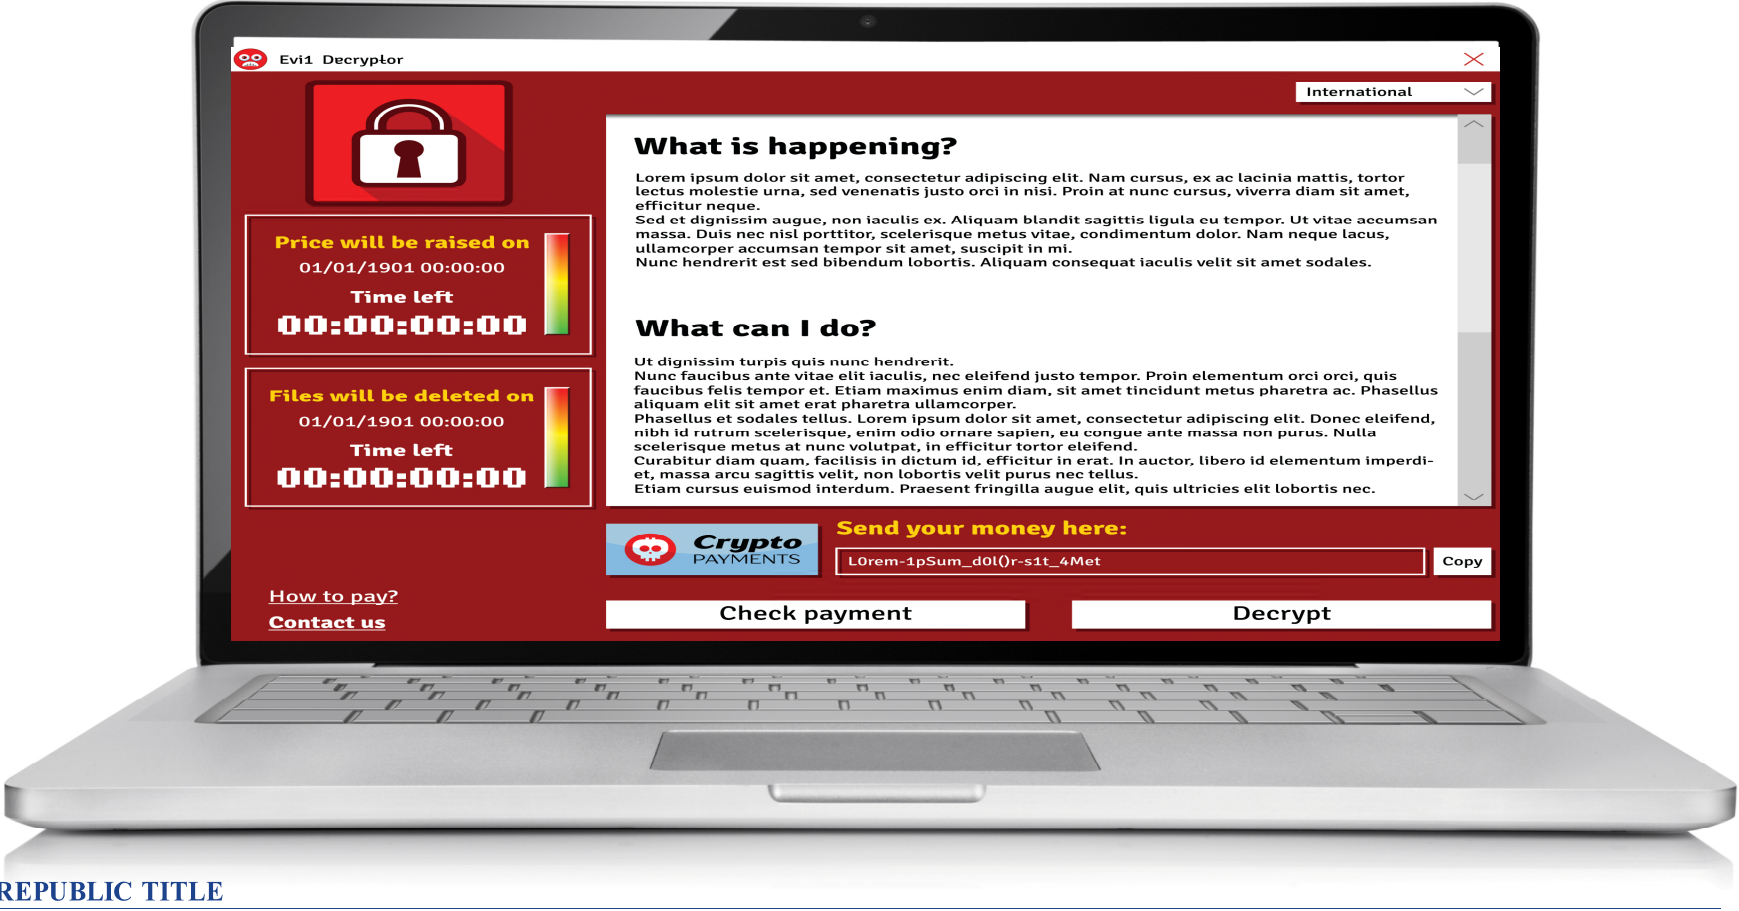 Evi1 Decryptor
International
Price will be raised on
01/01/1901 00:00:00
Time left
00:00:00:00
Files will be deleted on
01/01/1901 00:00:00
Time left
00:00:00:00
How to pay?
Contact us
What is happening?
Lorem ipsum dolor sit amet, consectetur adipiscing elit. Nam cursus, ex ac lacinia mattis, tortor
lectus molestie urna, sed venenatis justo orci in nisi. Proin at nunc cursus, viverra diam sit amet,
efficitur neque.
Sed et dignissim augue, non iaculis ex. Aliquam blandit sagittis ligula eu tempor. Ut vitae accumsan
massa. Duis nec nisl porttitor, scelerisque metus vitae, condimentum dolor. Nam neque lacus,
ullamcorper accumsan tempor sit amet, suscipit in mi.
Nunc hendrerit est sed bibendum lobortis. Aliquam consequat iaculis velit sit amet sodales.
What can I do?
Ut dignissim turpis quis nunc hendrerit.
Nunc faucibus ante vitae elit iaculis, nec eleifend justo tempor. Proin elementum orci orci, quis
faucibus felis tempor et. Etiam maximus enim diam, sit amet tincidunt metus pharetra ac. Phasellus
aliquam elit sit amet erat pharetra ullamcorper.
Phasellus et sodales tellus. Lorem ipsum dolor sit amet, consectetur adipiscing elit. Donec eleifend,
nibh id rutrum scelerisque, enim odio ornare sapien, eu congue ante massa non purus. Nulla
scelerisque metus at nunc volutpat, in efficitur tortor eleifend.
Curabitur diam quam, facilisis in dictum id, efficitur in erat. In auctor, libero id elementum imperdi-
et, massa arcu sagittis velit, non lobortis velit purus nec tellus.
Etiam cursus euismod interdum. Praesent fringilla augue elit, quis ultricies elit lobortis nec.
Crypto
PAYMENTS
Send your money here:
L0rem-1pSum_d0l()r-s1t_4Met
Copy
Check payment
Decrypt
REPUBLIC TITLE